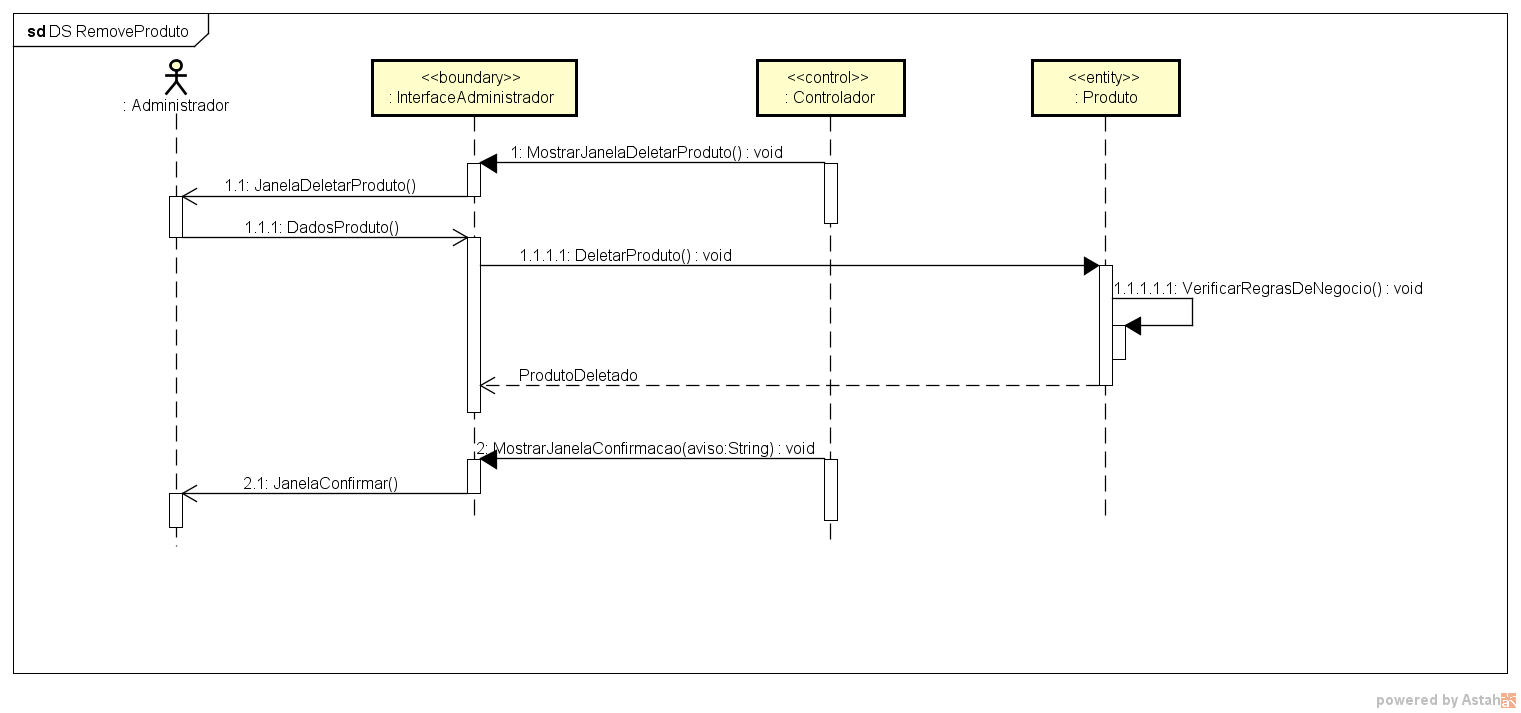 sd DS RemoveProduto
: Administrador
<<boundary>>
: InterfaceAdministrador
<<control>>
: Controlador
<<entity>>
: Produto
1: MostrarJanelaDeletarProduto() : void
1.1: JanelaDeletarProduto()
1.1.1: DadosProduto()
1.1.1.1: DeletarProduto() : void
1.1.1.1.1: VerificarRegrasDeNegocio() : void
ProdutoDeletado
2: MostrarJanelaConfirmacao(aviso:String) : void
2.1: JanelaConfirmar()
powered by Astah